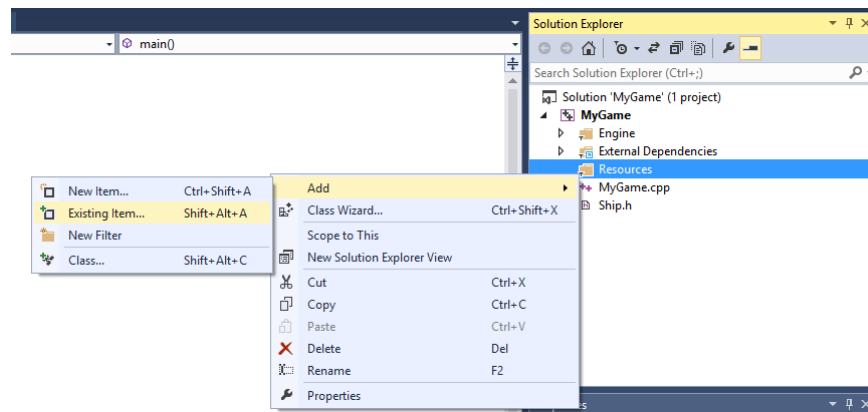 Solution Explorer
main()
Search Solution Explorer (Ctrl+;)
Solution 'MyGame' (1 project)
MyGame
Engine
External Dependencies
Resources
MyGame.cpp
Ship.h
New Item... Ctrl+Shift+A
Existing Item... Shift+Alt+A
New Filter
Class... Shift+Alt+C
Add
Class Wizard... Ctrl+Shift+X
Scope to This
New Solution Explorer View
Cut Ctrl+X
Copy Ctrl+C
Paste Ctrl+V
Delete Del
Rename F2
Properties